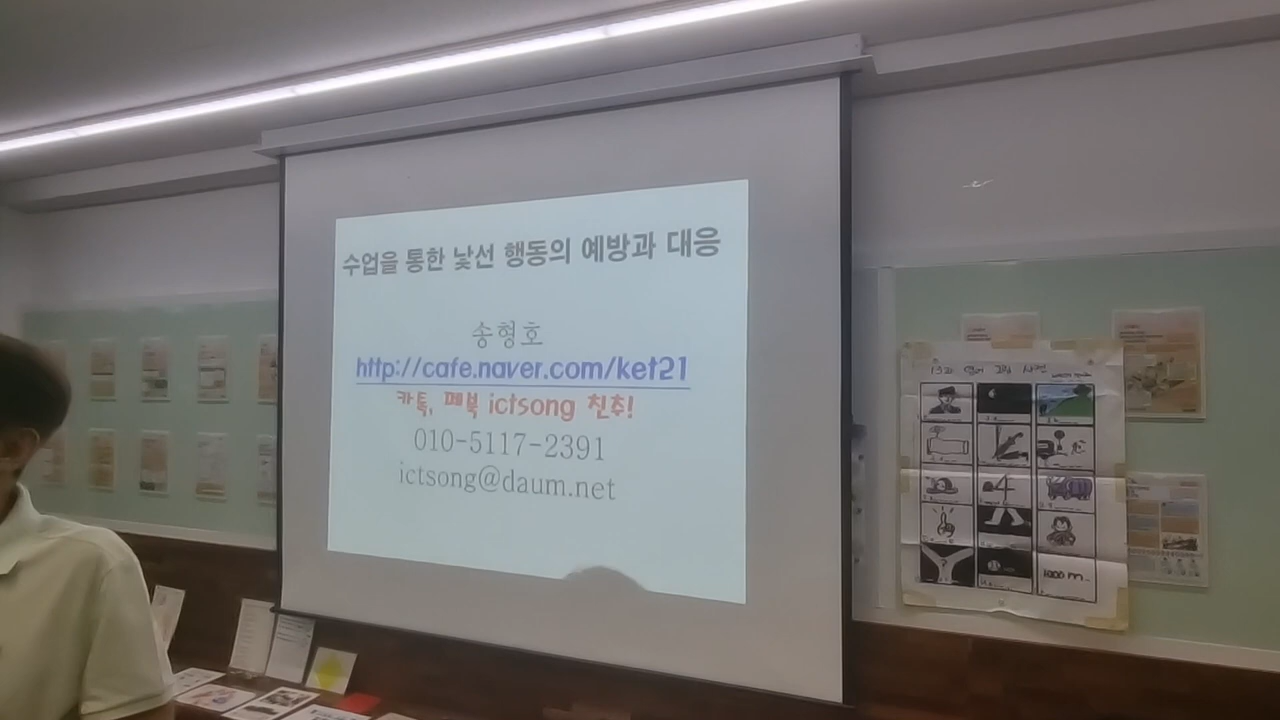 수업을 통한 낯선 행동의 예방과 대응
송형호
http://cafe.naver.com/ket21
카톡, 페북 ictsong 친추!
010-5117-2391
ictsong@daum.net
1000 m